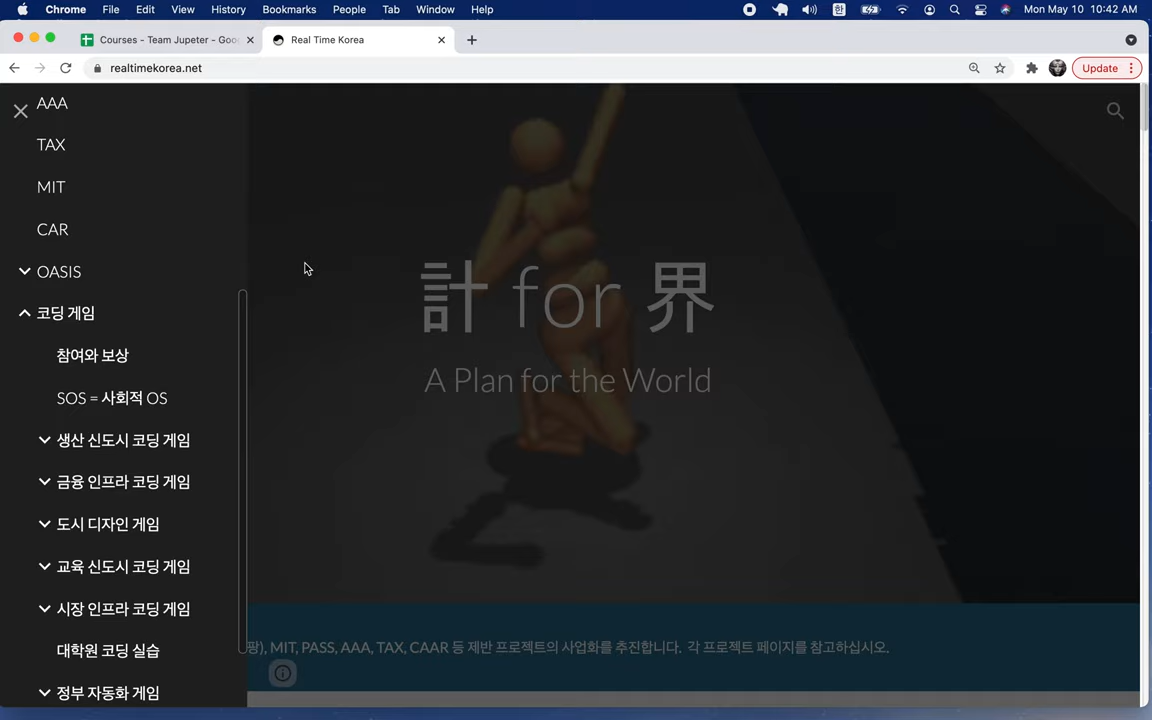 Chrome File Edit View History Bookmarks People Tab Window Help 한 Mon May 10 10:42 AM
Courses - Team Jupeter - Goo
Real Time Korea
realtimekorea.net
Update
AAA
TAX
MIT
CAR
OASIS
코딩 게임
참여와 보상
SOS = 사회적 OS
생산 신도시 코딩 게임
금융 인프라 코딩 게임
도시 디자인 게임
교육 신도시 코딩 게임
시장 인프라 코딩 게임
대학원 코딩 실습
정부 자동화 게임
計 for 界
A Plan for the World
팡), MIT, PASS, AAA, TAX, CAAR 등 제반 프로젝트의 사업화를 추진합니다. 각 프로젝트 페이지를 참고하십시오.